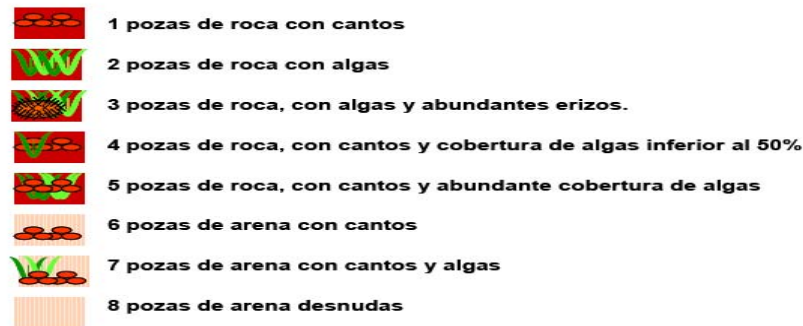 1 pozas de roca con cantos
2 pozas de roca con algas
3 pozas de roca, con algas y abundantes erizos.
4 pozas de roca, con cantos y cobertura de algas inferior al 50%
5 pozas de roca, con cantos y abundante cobertura de algas
6 pozas de arena con cantos
7 pozas de arena con cantos y algas
8 pozas de arena desnudas